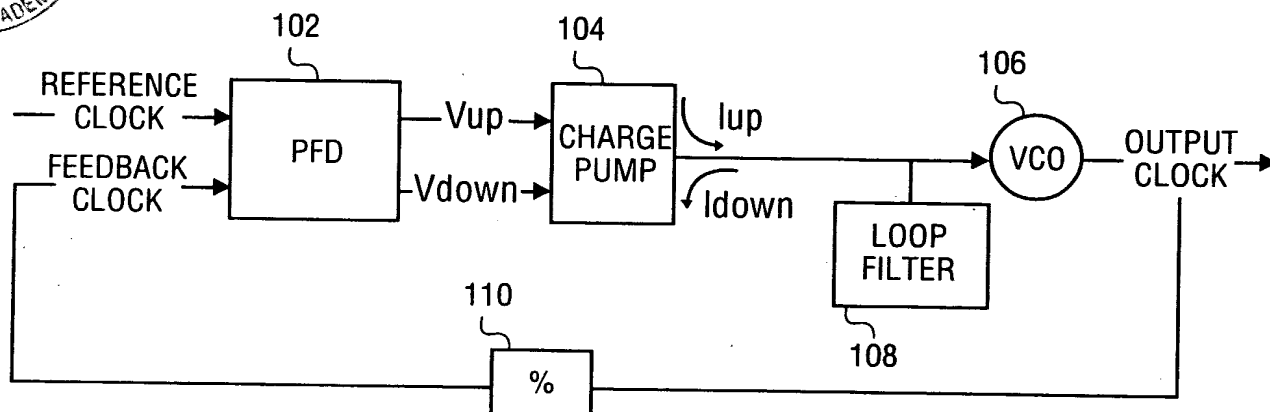 ADEM
102
104
106
REFERENCE
CLOCK
FEEDBACK
CLOCK
PFD
Vup
Vdown
CHARGE
PUMP
Iup
Idown
VCO
OUTPUT
CLOCK
LOOP
FILTER
108
110
%